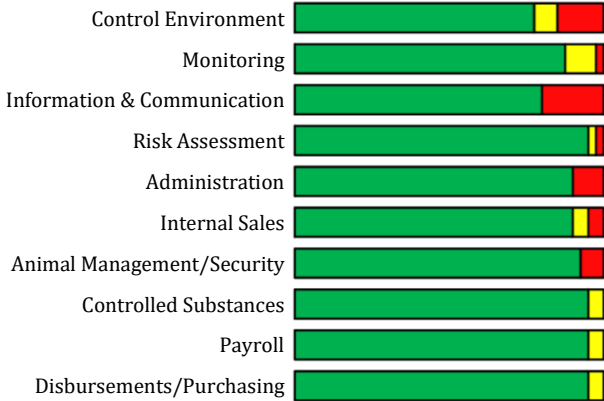 Control Environment
Monitoring
Information & Communication
Risk Assessment
Administration
Internal Sales
Animal Management/Security
Controlled Substances
Payroll
Disbursements/Purchasing